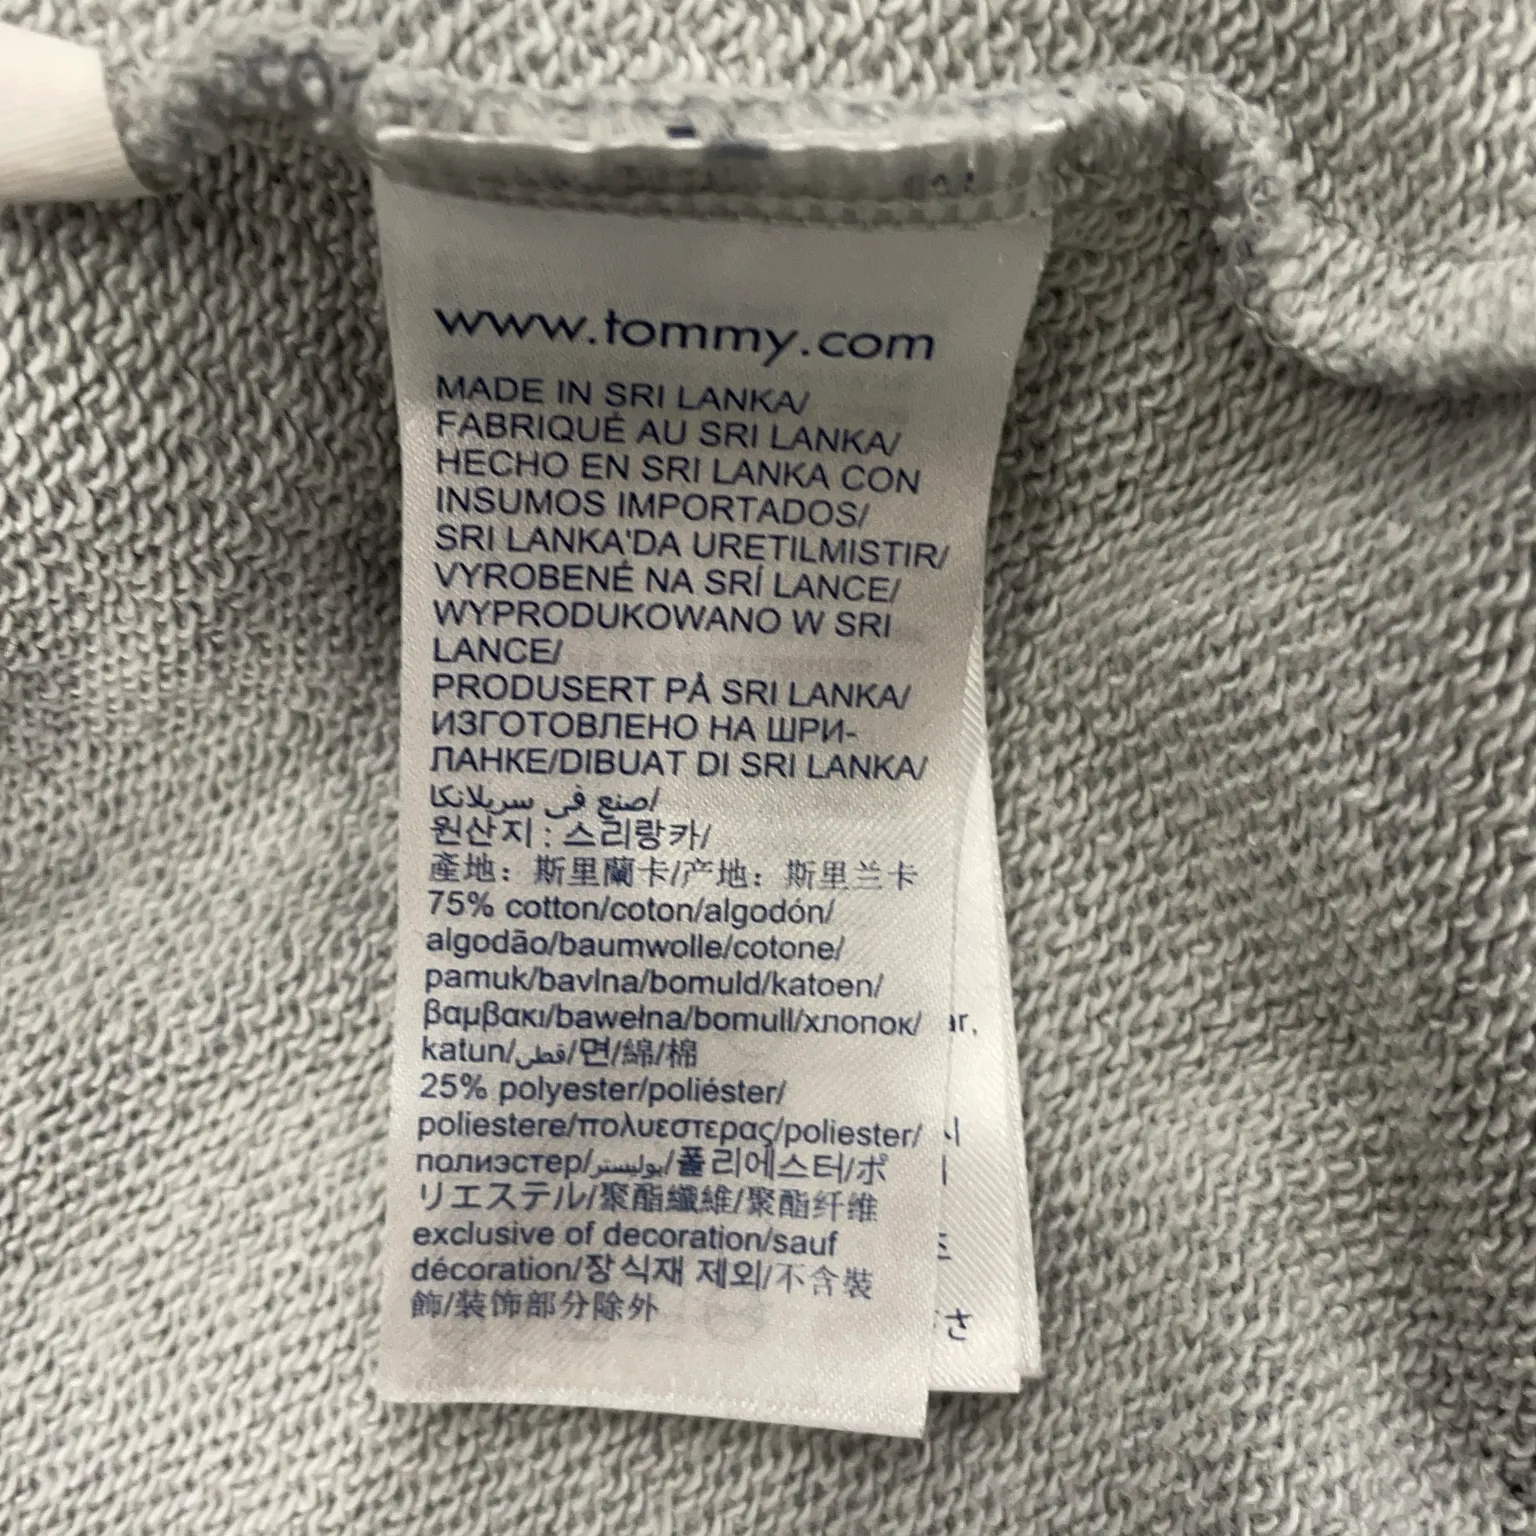 www.tommy.com
MADE IN SRI LANKA/
FABRIQUÉ AU SRI LANKA/
HECHO EN SRI LANKA CON
INSUMOS IMPORTADOS/
SRI LANKA'DA URETILMISTIR/
VYROBENÉ NA SRÍ LANCE/
WYPRODUKOWANO W SRI
LANCE/
PRODUSERT PÅ SRI LANKA/
ИЗГОТОВЛЕНО НА ШРИ-
ЛАНКЕ/DIBUAT DI SRI LANKA/
صنع في سريلانكا/
원산지 : 스리랑카/
產地：斯里蘭卡/产地：斯里兰卡
75% cotton/coton/algodón/
algodão/baumwolle/cotone/
pamuk/bavlna/bomuld/katoen/
βαμβακι/bawełna/bomull/хлопок/
katun/قطن/면/綿/棉
25% polyester/poliéster/
poliestere/πολυεστερας/poliester/
полиэстер/بوليستر/폴리에스터/ポ
リエステル/聚酯纖維/聚酯纤维
exclusive of decoration/sauf
décoration/장식재 제외/不含裝
飾/装饰部分除外